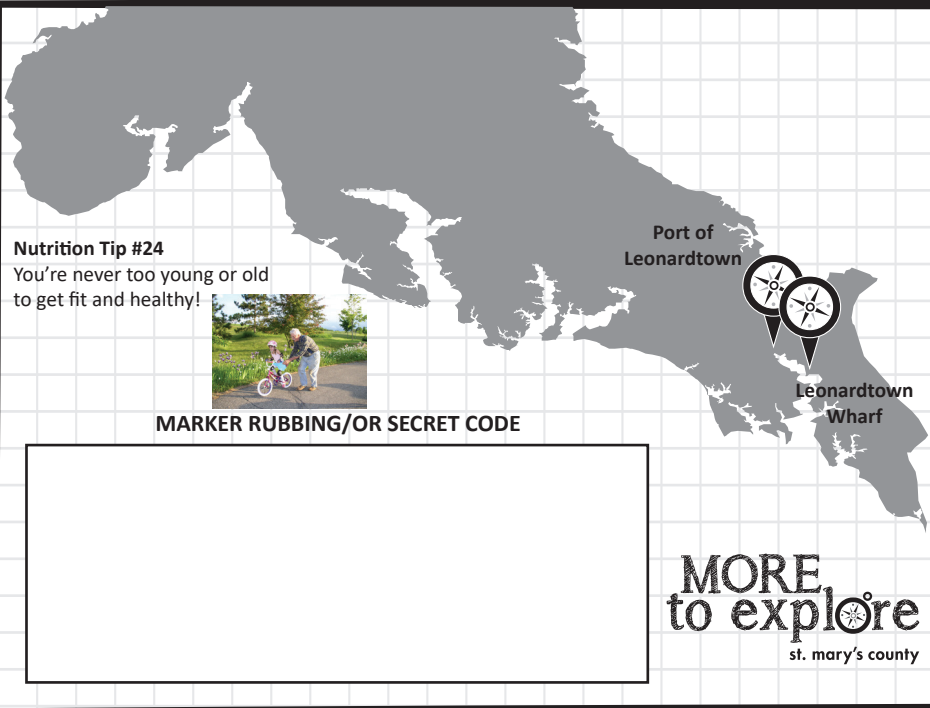 Port of
Leonardtown
Nutrition Tip #24
You're never too young or old
to get fit and healthy!
Leonardtown
Wharf
MARKER RUBBING/OR SECRET CODE
MORE
to explore
st. mary's county